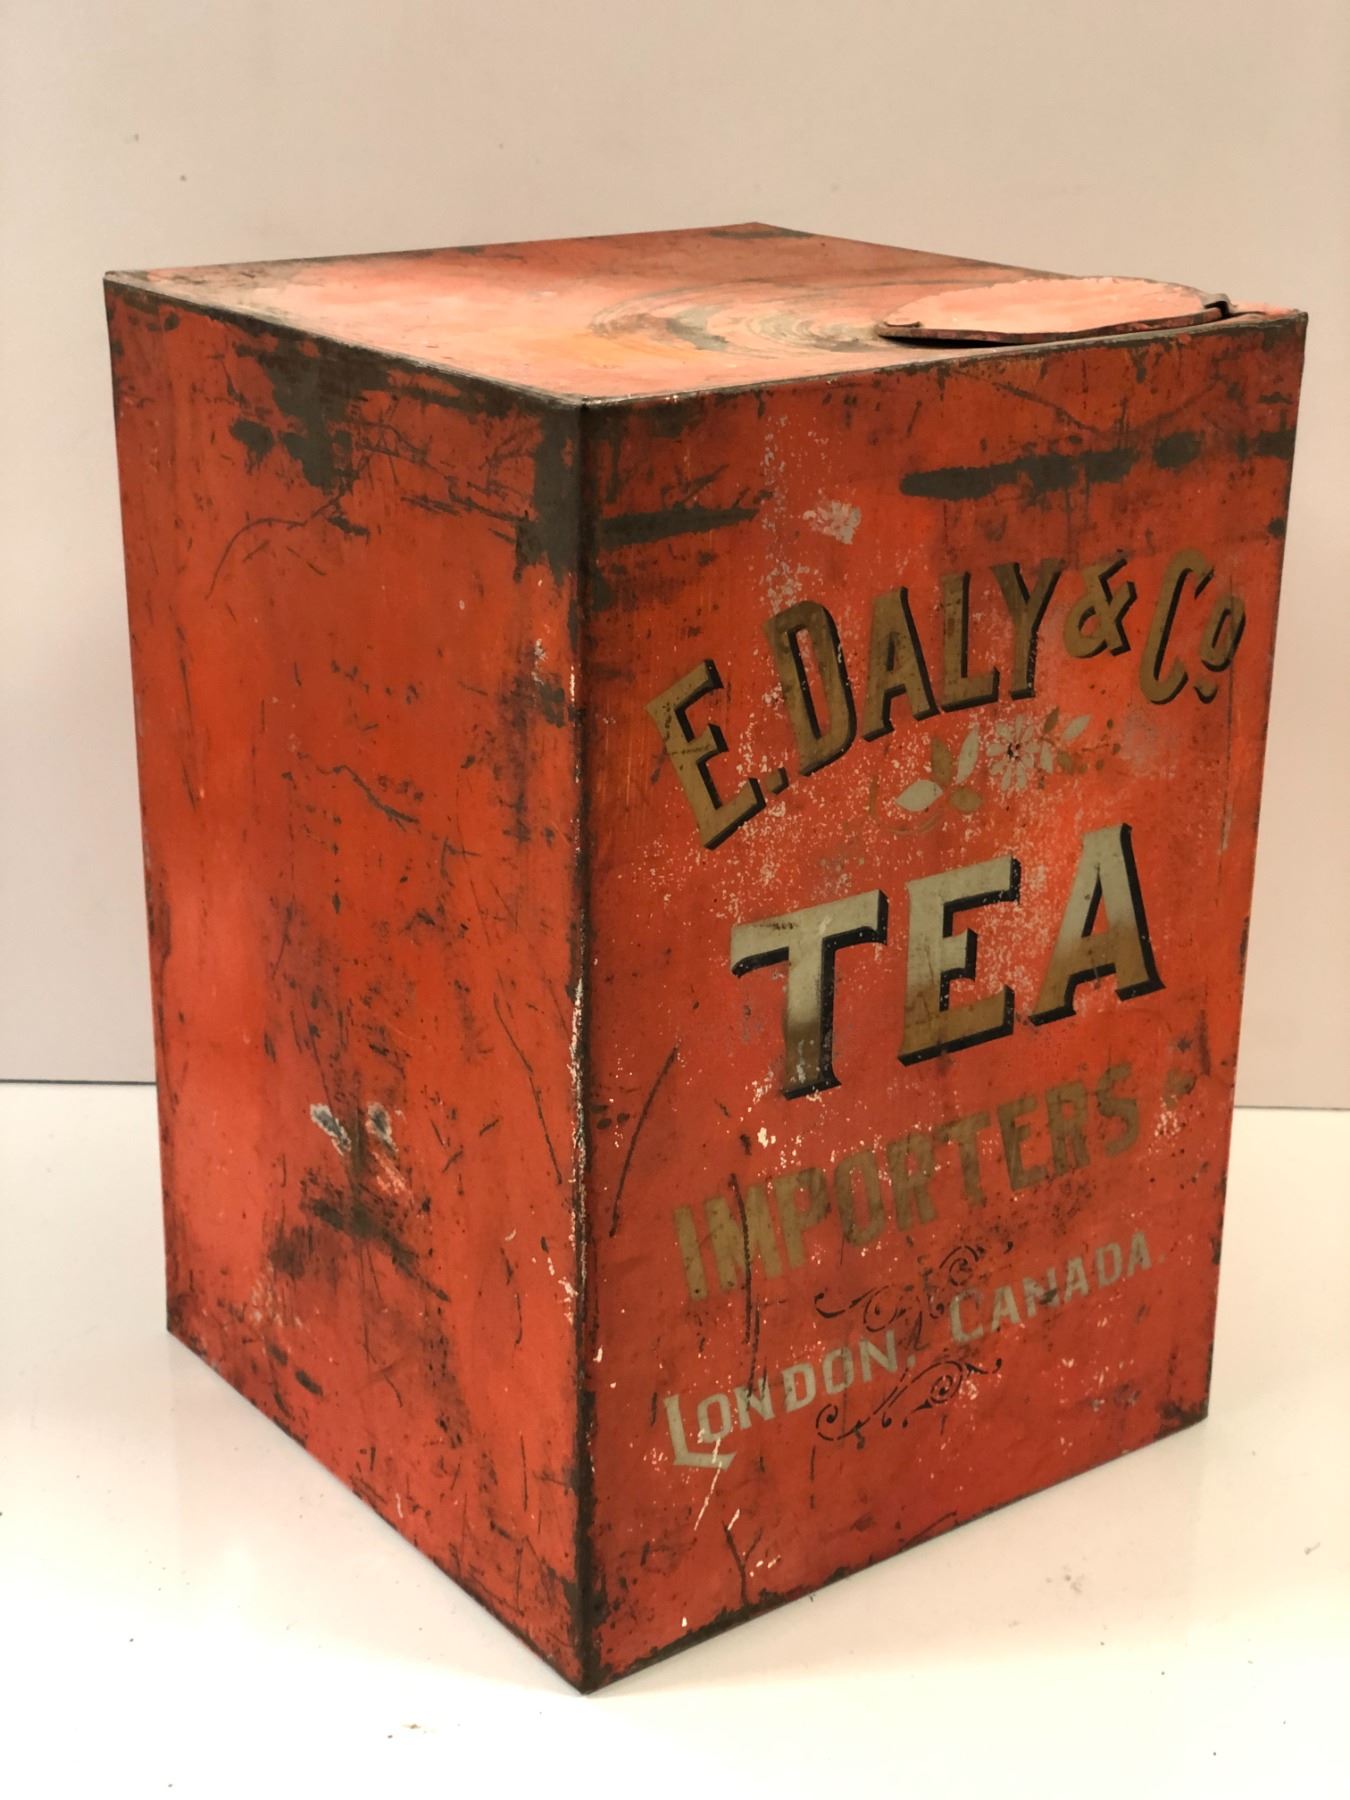 E. DALY & Co.
TEA
IMPORTERS
LONDON, CANADA